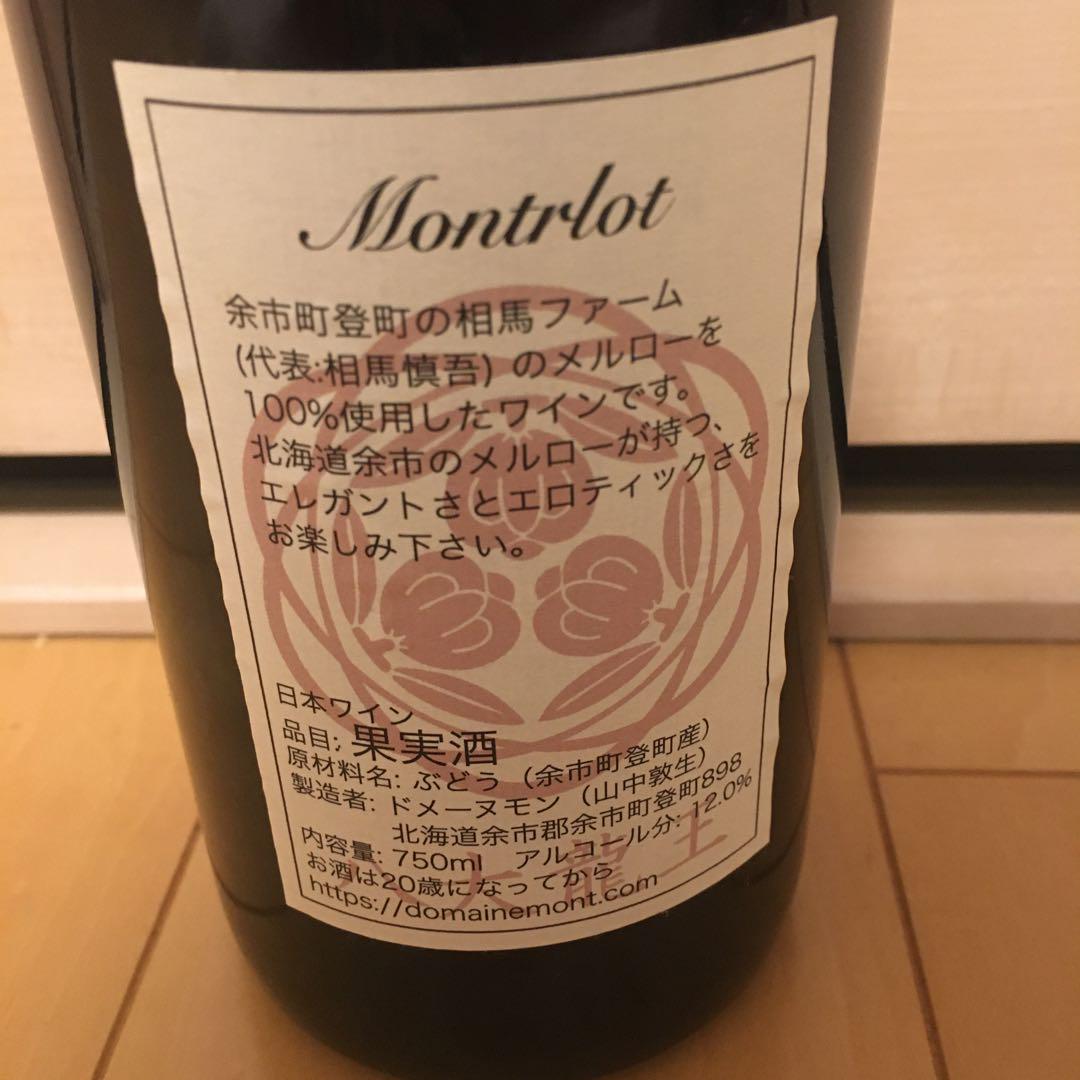 Montrlot
余市町登町の相馬ファーム
(代表:相馬慎吾) のメルローを
100%使用したワインです。
北海道余市のメルローが持つ、
エレガントさとエロティックさを
お楽しみ下さい。
日本ワイン
品目; 果実酒
原材料名: ぶどう（余市町登町産）
製造者: ドメーヌモン（山中敦生）
北海道余市郡余市町登町898
内容量: 750ml アルコール分: 12.0%
お酒は20歳になってから
https://domainemont.com
八大龍王